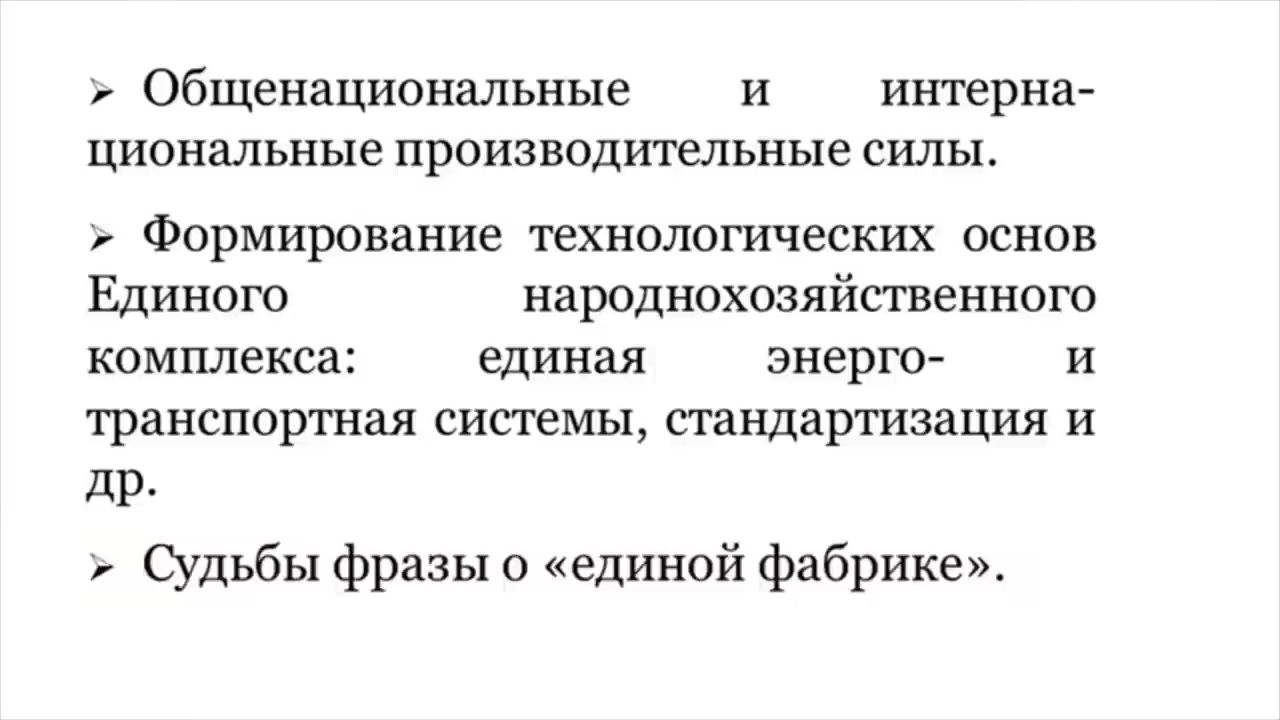 ➢ Общенациональные и интерна-
циональные производительные силы.
➢ Формирование технологических основ
Единого народнохозяйственного
комплекса: единая энерго- и
транспортная системы, стандартизация и
др.
➢ Судьбы фразы о «единой фабрике».